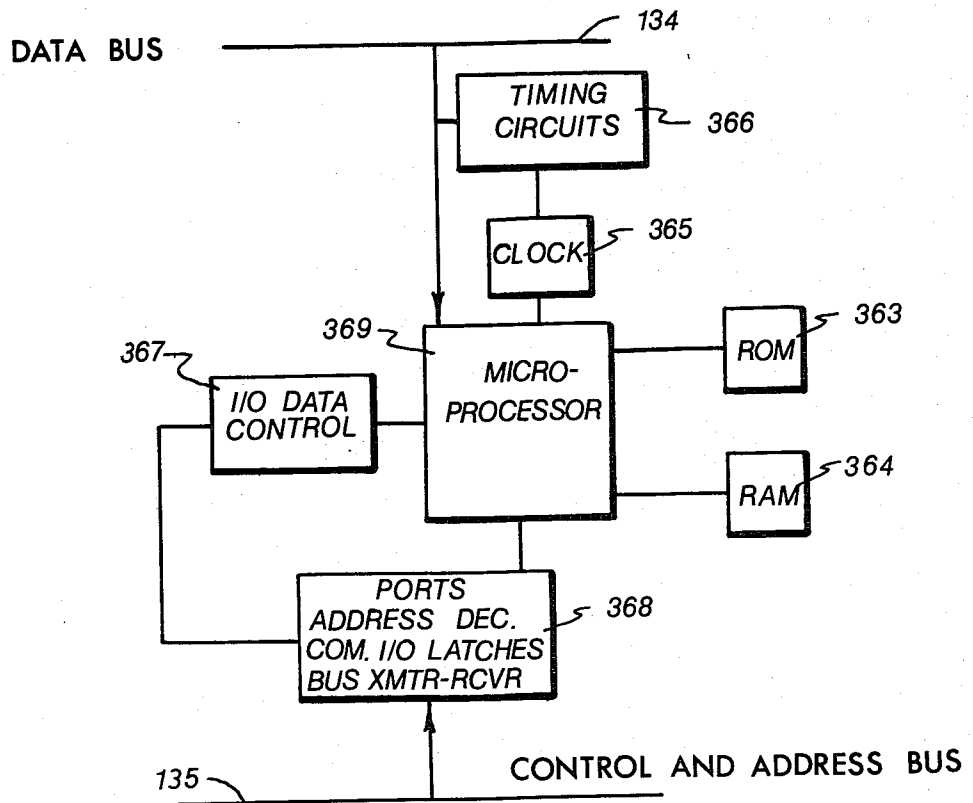 134
DATA BUS
TIMING
CIRCUITS
366
CLOCK
365
369
363
367
MICRO-
PROCESSOR
ROM
I/O DATA
CONTROL
364
RAM
PORTS
ADDRESS DEC.
COM. I/O LATCHES
BUS XMTR-RCVR
368
CONTROL AND ADDRESS BUS
135